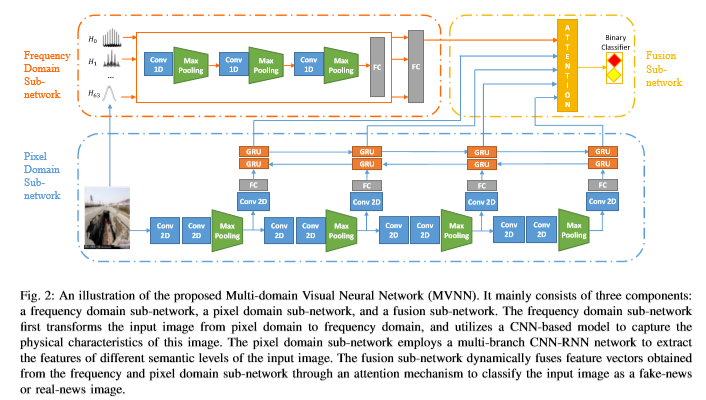 Frequency
Domain
Sub-
network
H0
H1
...
H63
Conv
1D
Max
Pooling
Conv
1D
Max
Pooling
Conv
1D
Max
Pooling
FC
FC
ATTENTION
Binary
Classifier
Fusion
Sub-
network
Pixel
Domain
Sub-
network
GRU
GRU
GRU
GRU
GRU
GRU
GRU
GRU
FC
FC
FC
FC
Conv 2D
Conv 2D
Conv 2D
Conv 2D
Conv
2D
Conv
2D
Max
Pooling
Conv
2D
Conv
2D
Max
Pooling
Conv
2D
Conv
2D
Max
Pooling
Conv
2D
Conv
2D
Max
Pooling
Fig. 2: An illustration of the proposed Multi-domain Visual Neural Network (MVNN). It mainly consists of three components:
a frequency domain sub-network, a pixel domain sub-network, and a fusion sub-network. The frequency domain sub-network
first transforms the input image from pixel domain to frequency domain, and utilizes a CNN-based model to capture the
physical characteristics of this image. The pixel domain sub-network employs a multi-branch CNN-RNN network to extract
the features of different semantic levels of the input image. The fusion sub-network dynamically fuses feature vectors obtained
from the frequency and pixel domain sub-network through an attention mechanism to classify the input image as a fake-news
or real-news image.